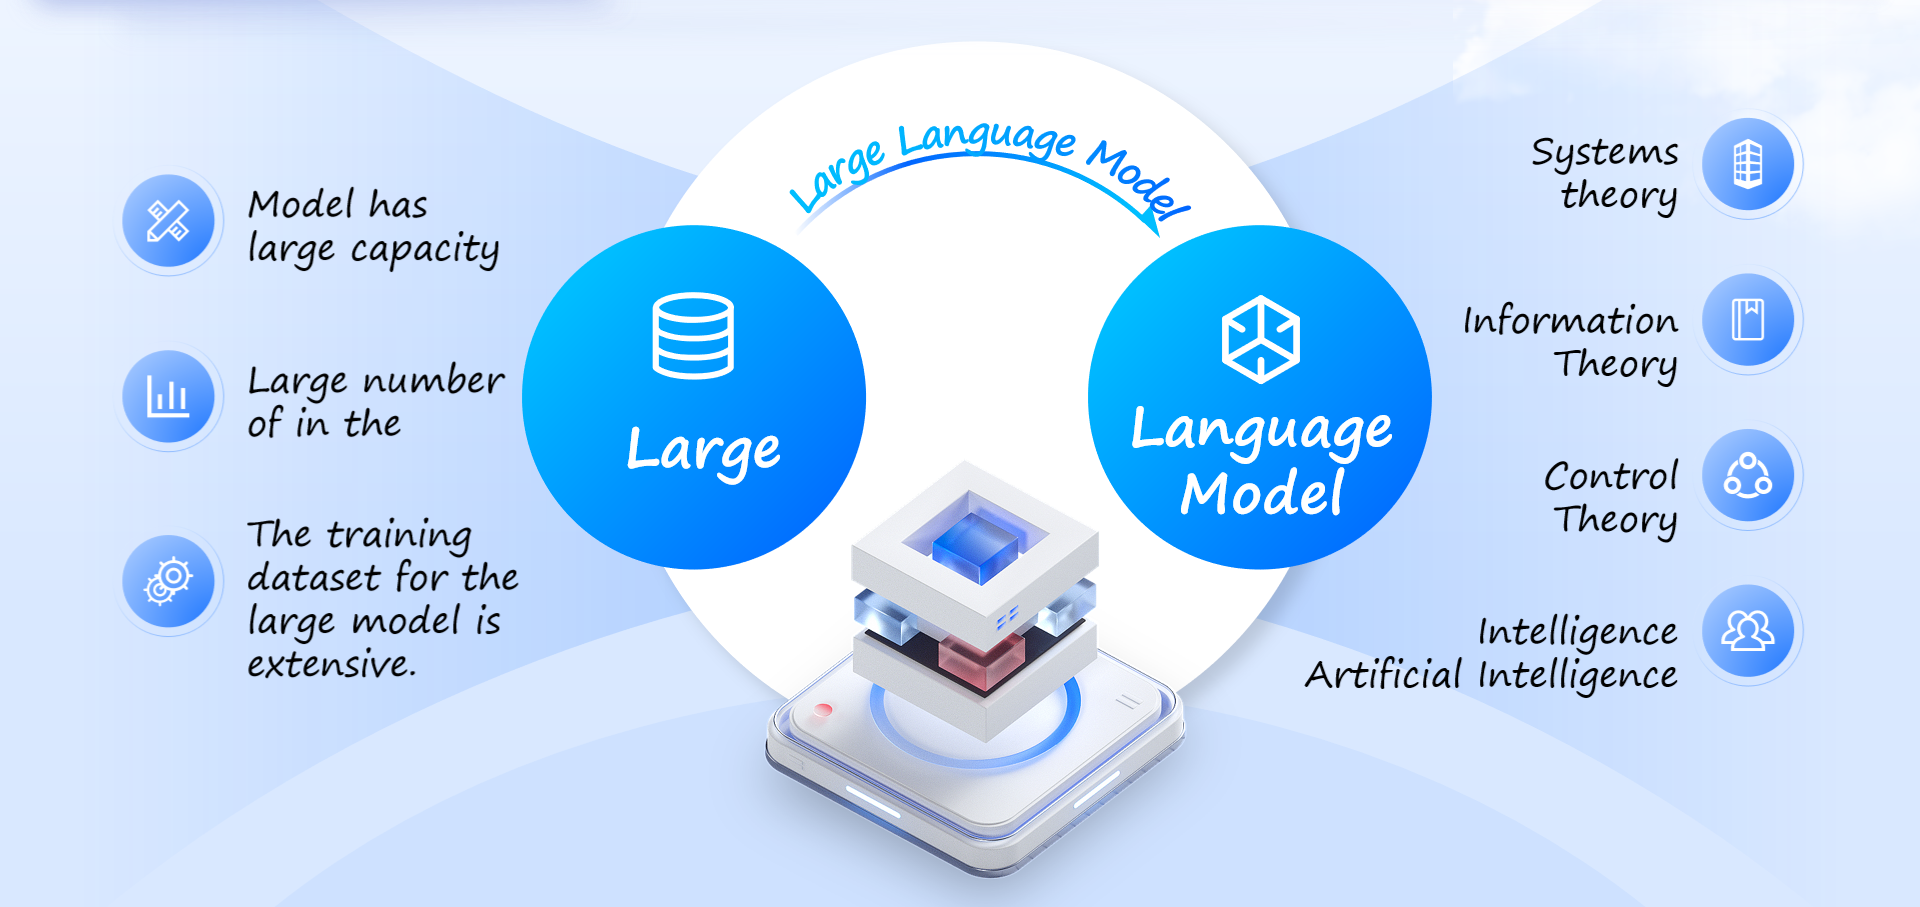 Large Language Model
Model has
large capacity
Large number
of in the
The training
dataset for the
large model is
extensive.
Large
Language
Model
Systems
theory
Information
Theory
Control
Theory
Intelligence
Artificial Intelligence